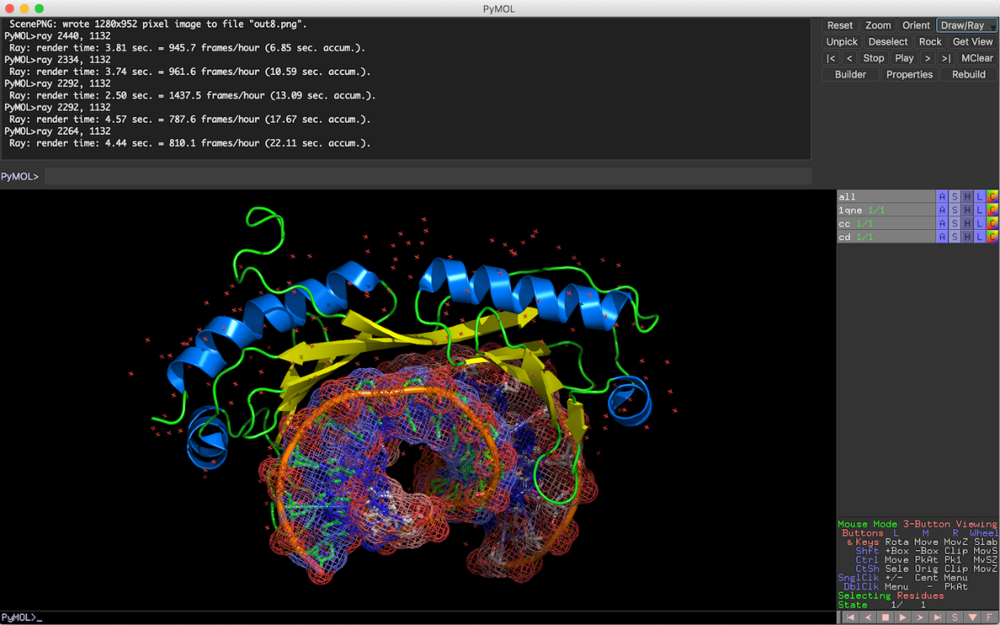 PyMOL
ScenePNG: wrote 1280x952 pixel image to file "out8.png".
PyMOL>ray 2440, 1132
Ray: render time: 3.81 sec. = 945.7 frames/hour (6.85 sec. accum.).
PyMOL>ray 2334, 1132
Ray: render time: 3.74 sec. = 961.6 frames/hour (10.59 sec. accum.).
PyMOL>ray 2292, 1132
Ray: render time: 2.50 sec. = 1437.5 frames/hour (13.09 sec. accum.).
PyMOL>ray 2292, 1132
Ray: render time: 4.57 sec. = 787.6 frames/hour (17.67 sec. accum.).
PyMOL>ray 2264, 1132
Ray: render time: 4.44 sec. = 810.1 frames/hour (22.11 sec. accum.).
PyMOL>
Reset Zoom Orient Draw/Ray
Unpick Deselect Rock Get View
|< < Stop Play > >| MClear
Builder Properties Rebuild
all A S H L C
1qne 1/1 A S H L C
cc 1/1 A S H L C
cd 1/1 A S H L C
Mouse Mode 3-Button Viewing
Buttons L M R Wheel
& Keys Rota Move MovZ Slab
Shft +Box -Box Clip MovS
Ctrl Move PkAt Pk1 MvSZ
CtSh Sele Orig Clip MovZ
SnglClk +/- Cent Menu
DblClk Menu - PkAt
Selecting Residues
State 1/ 1
PyMOL>_
S F